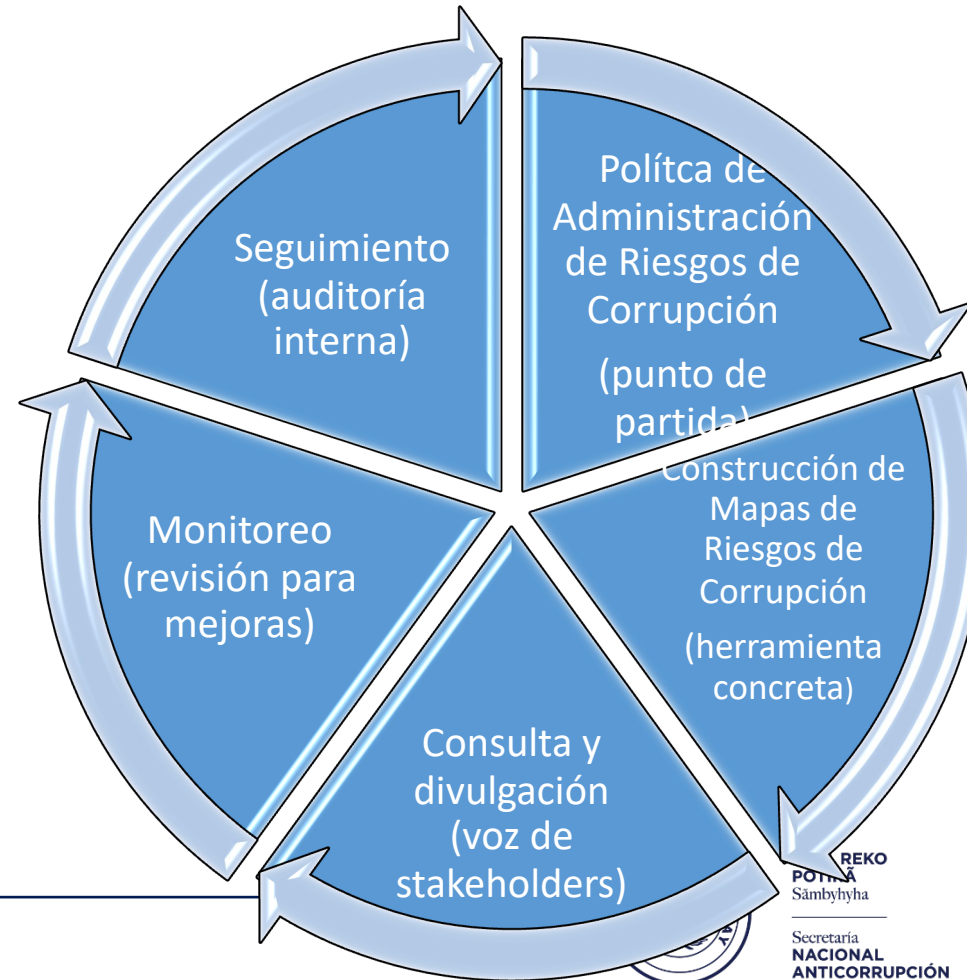 Polítca de
Administración
de Riesgos de
Corrupción
(punto de
partida)
Construcción de
Mapas de
Riesgos de
Corrupción
(herramienta
concreta)
Consulta y
divulgación
(voz de
stakeholders)
Monitoreo
(revisión para
mejoras)
Seguimiento
(auditoría
interna)
REKO
Sãmbyhyha
Secretaría
NACIONAL
ANTICORRUPCIÓN